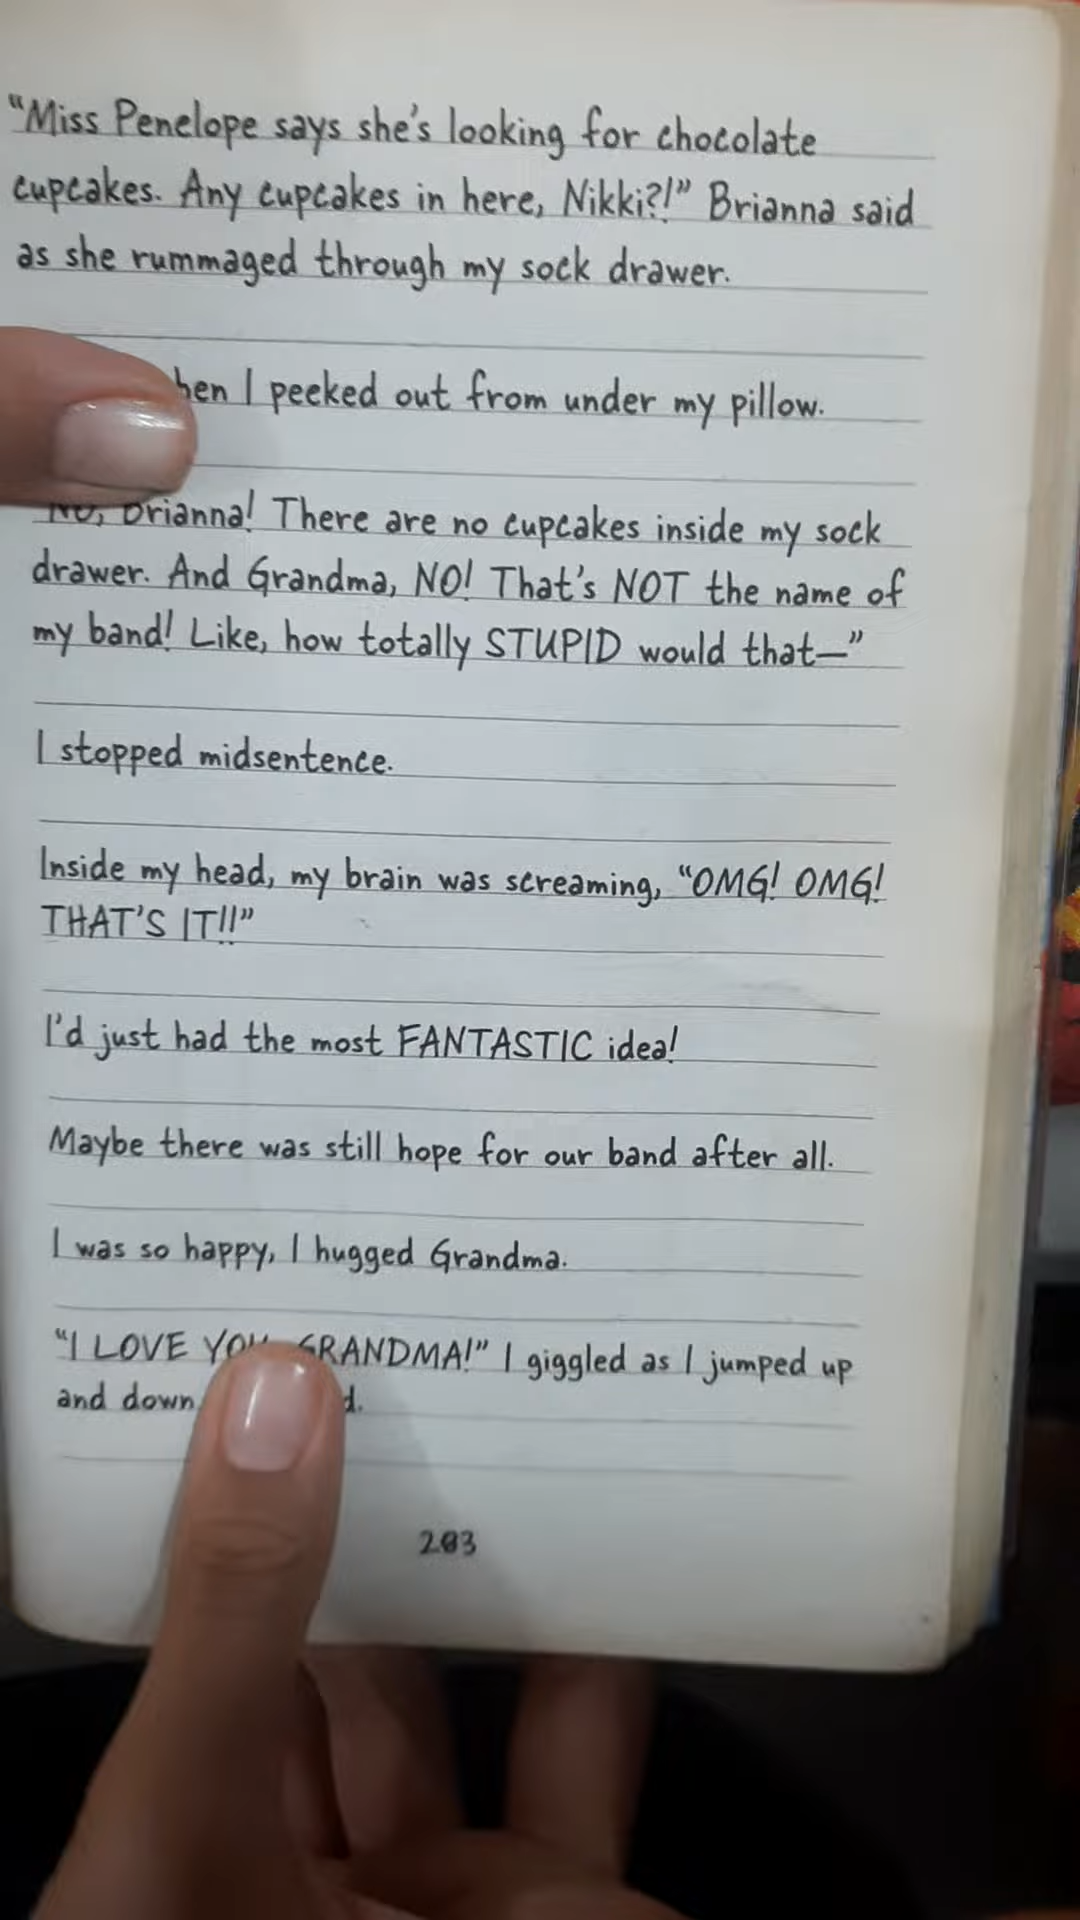 "Miss Penelope says she's looking for chocolate
cupcakes. Any cupcakes in here, Nikki?!" Brianna said
as she rummaged through my sock drawer.
I peeked out from under my pillow.
Brianna! There are no cupcakes inside my sock
drawer. And Grandma, NO! That's NOT the name of
my band! Like, how totally STUPID would that—"
I stopped midsentence.
Inside my head, my brain was screaming, "OMG! OMG!
THAT'S IT!!"
I'd just had the most FANTASTIC idea!
Maybe there was still hope for our band after all.
I was so happy, I hugged Grandma.
"I LOVE YOU, GRANDMA!" I giggled as I jumped up
and down
203